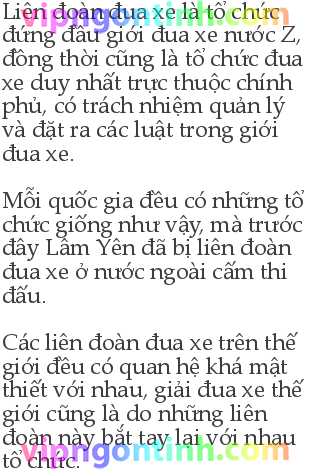 Liên đoàn đua xe là tổ chức
đứng đầu giới đua xe nước Z,
đồng thời cũng là tổ chức đua
xe duy nhất trực thuộc chính
phủ, có trách nhiệm quản lý
và đặt ra các luật trong giới
đua xe.
Mỗi quốc gia đều có những tổ
chức giống như vậy, mà trước
đây Lâm Yên đã bị liên đoàn
đua xe ở nước ngoài cấm thi
đấu.
Các liên đoàn đua xe trên thế
giới đều có quan hệ khá mật
thiết với nhau, giải đua xe thế
giới cũng là do những liên
đoàn này bắt tay lại với nhau
tổ chức.
vipngontinh.com
vipngontinh.com